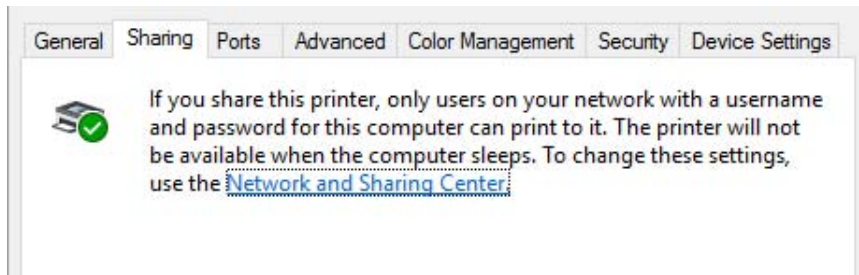 General Sharing Ports Advanced Color Management Security Device Settings
If you share this printer, only users on your network with a username
and password for this computer can print to it. The printer will not
be available when the computer sleeps. To change these settings,
use the Network and Sharing Center.